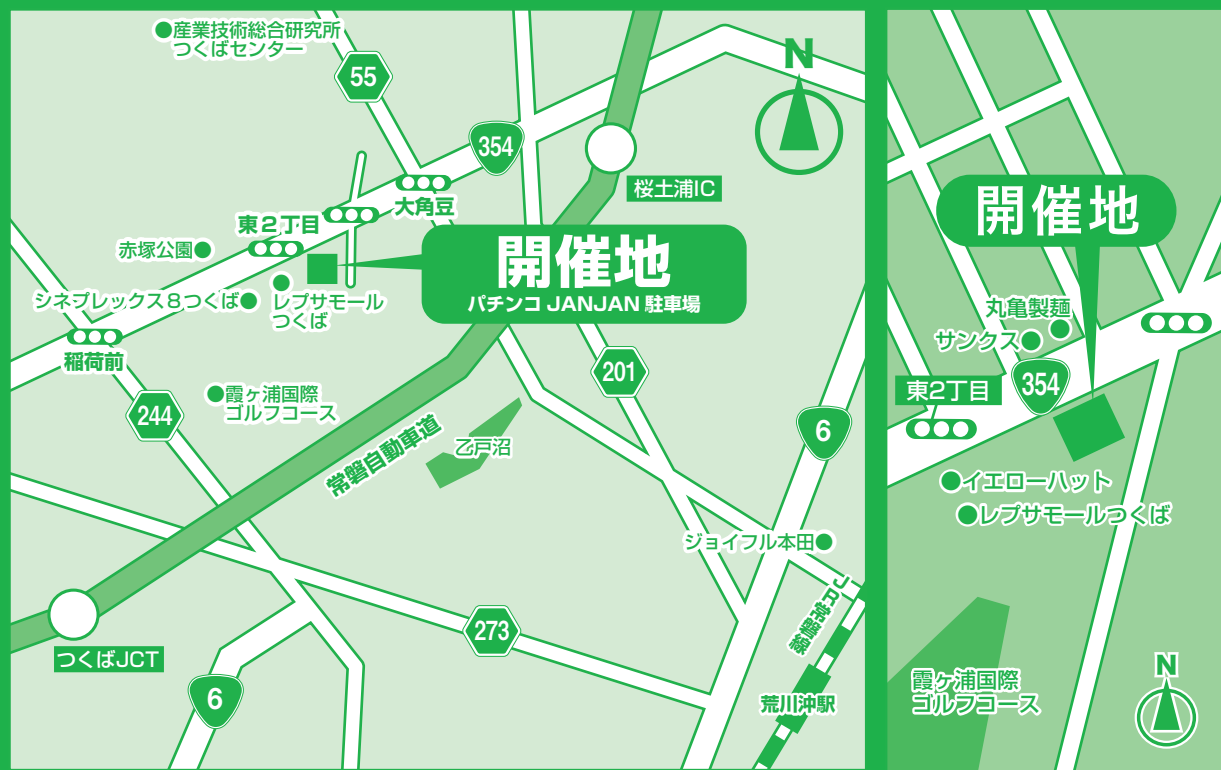 産業技術総合研究所
つくばセンター
55
354
N
桜土浦IC
大角豆
東2丁目
赤塚公園
シネプレックス8つくば
レプサモール
つくば
開催地
パチンコ JANJAN 駐車場
稲荷前
244
霞ヶ浦国際
ゴルフコース
常磐自動車道
乙戸沼
201
6
ジョイフル本田
JR常磐線
荒川沖駅
273
つくばJCT
6
開催地
丸亀製麺
サンクス
354
東2丁目
イエローハット
レプサモールつくば
霞ヶ浦国際
ゴルフコース
N